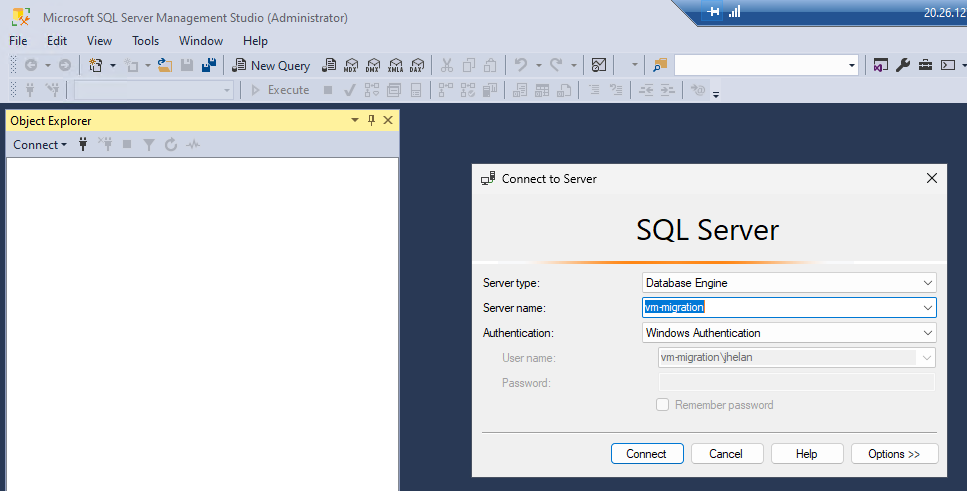 Microsoft SQL Server Management Studio (Administrator)
20.26.12
File Edit View Tools Window Help
New Query MDX DMX XMLA DAX
Execute
Object Explorer
Connect
Connect to Server
SQL Server
Server type: Database Engine
Server name: vm-migration
Authentication: Windows Authentication
User name: vm-migration\jhelan
Password:
Remember password
Connect Cancel Help Options >>